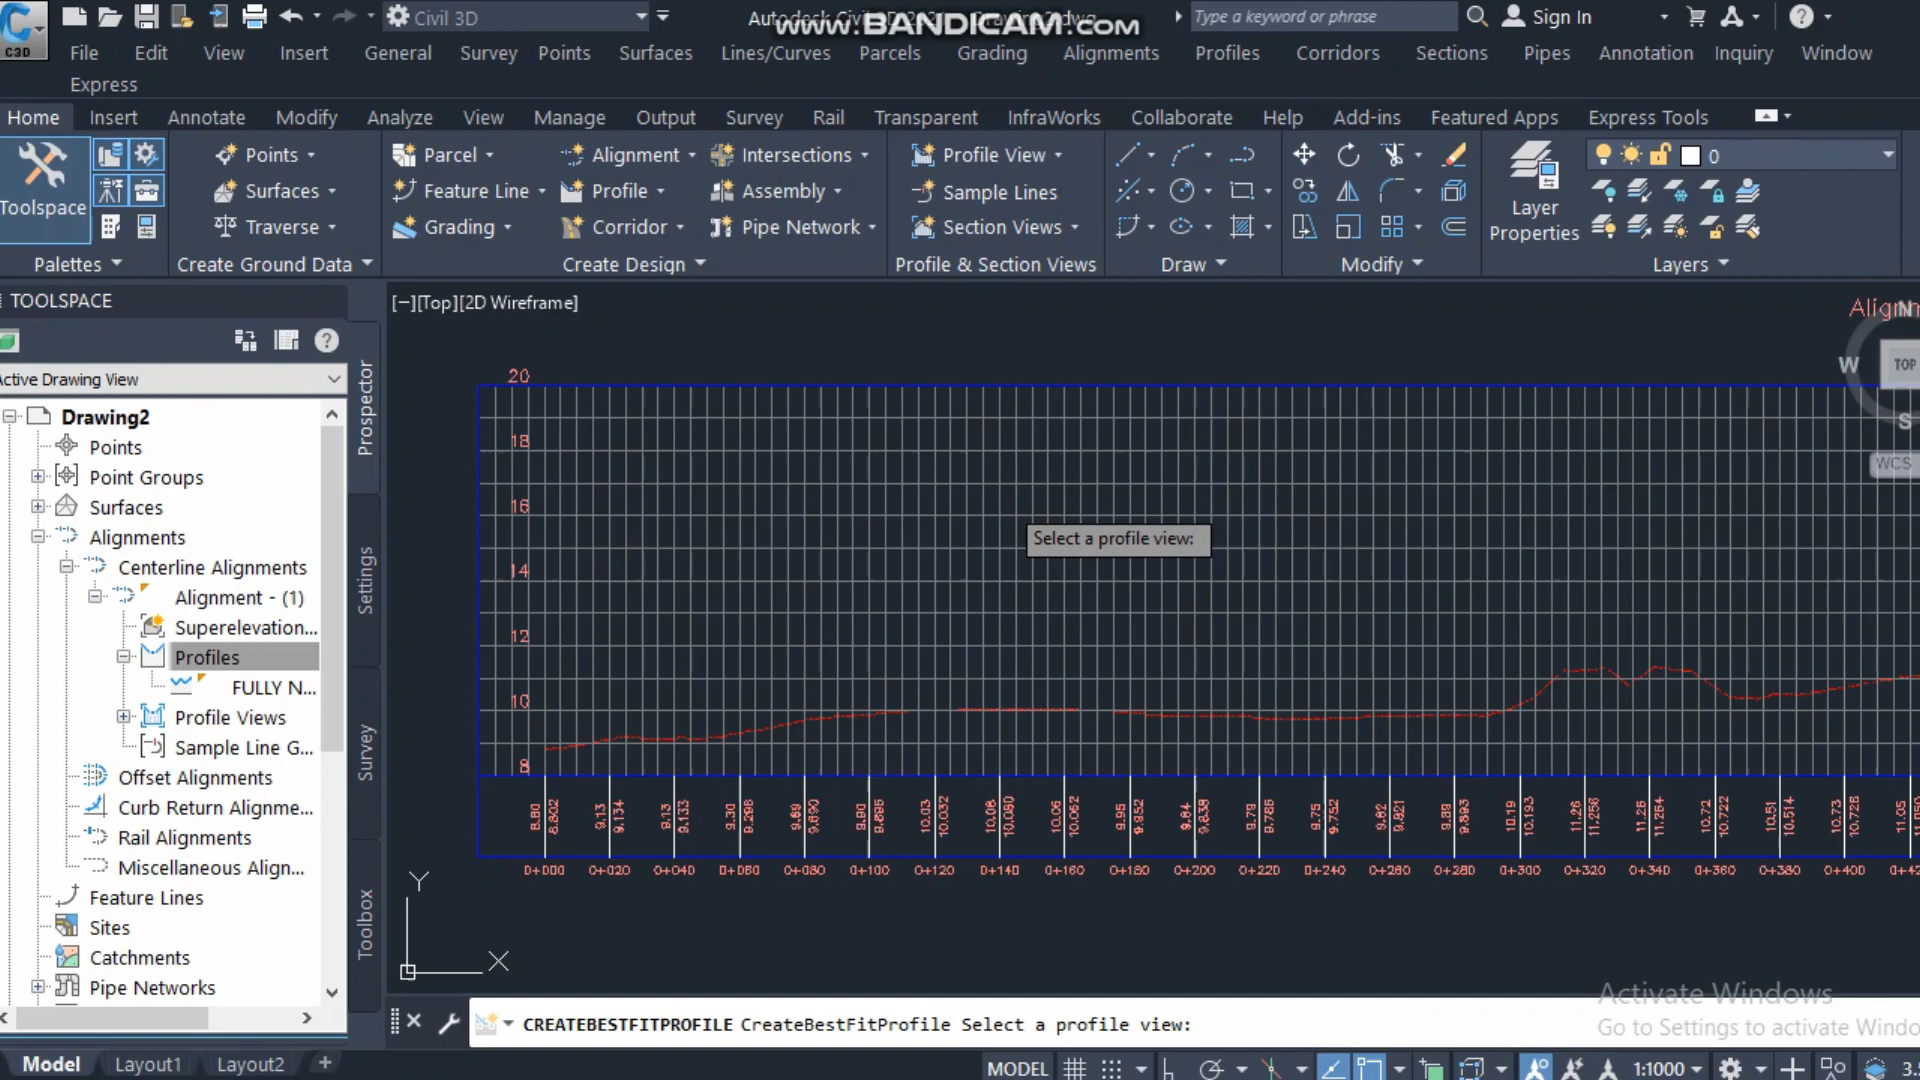 C3D
Civil 3D
Autodesk Civil 3D
www.BANDICAM.com
Type a keyword or phrase
Sign In
File Edit View Insert General Survey Points Surfaces Lines/Curves Parcels Grading Alignments Profiles Corridors Sections Pipes Annotation Inquiry Window
Express
Home Insert Annotate Modify Analyze View Manage Output Survey Rail Transparent InfraWorks Collaborate Help Add-ins Featured Apps Express Tools
Points Parcel Alignment Intersections Profile View 0
Toolspace Surfaces Feature Line Profile Assembly Sample Lines Layer
Traverse Grading Corridor Pipe Network Section Views Properties
Palettes Create Ground Data Create Design Profile & Section Views Draw Modify Layers
TOOLSPACE
[−][Top][2D Wireframe]
N
W TOP
S
WCS
Active Drawing View
Drawing2
Points
Point Groups
Surfaces
Alignments
Centerline Alignments
Alignment - (1)
Superelevation...
Profiles
FULLY N...
Profile Views
Sample Line G...
Offset Alignments
Curb Return Alignme...
Rail Alignments
Miscellaneous Align...
Feature Lines
Sites
Catchments
Pipe Networks
Prospector
Settings
Survey
Toolbox
20
18
16
14
12
10
8
Select a profile view:
0+000 0+020 0+040 0+060 0+080 0+100 0+120 0+140 0+160 0+180 0+200 0+220 0+240 0+260 0+280 0+300 0+320 0+340 0+360 0+380 0+400
Y
X
Activate Windows
Go to Settings to activate Windo
CREATEBESTFITPROFILE CreateBestFitProfile Select a profile view:
Model Layout1 Layout2 +
MODEL 1:1000